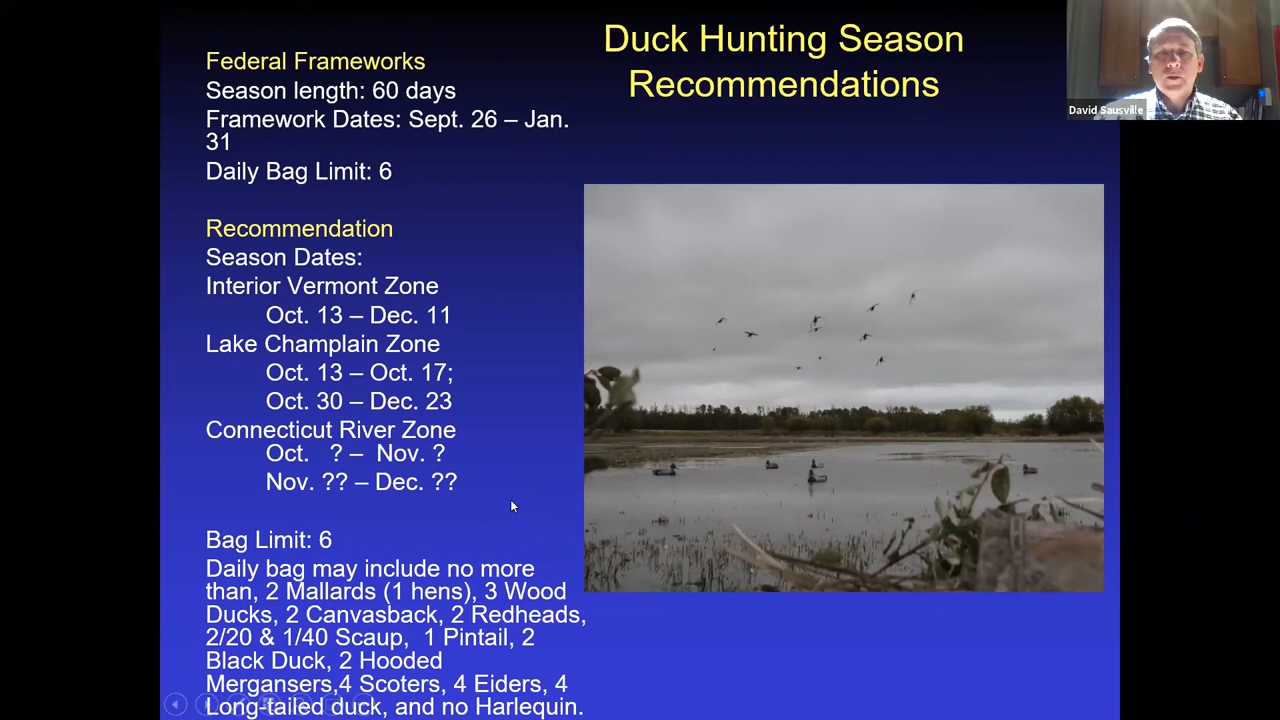 Duck Hunting Season
Recommendations
David Sausville
Federal Frameworks
Season length: 60 days
Framework Dates: Sept. 26 – Jan.
31
Daily Bag Limit: 6
Recommendation
Season Dates:
Interior Vermont Zone
Oct. 13 – Dec. 11
Lake Champlain Zone
Oct. 13 – Oct. 17;
Oct. 30 – Dec. 23
Connecticut River Zone
Oct. ? – Nov. ?
Nov. ?? – Dec. ??
Bag Limit: 6
Daily bag may include no more
than, 2 Mallards (1 hens), 3 Wood
Ducks, 2 Canvasback, 2 Redheads,
2/20 & 1/40 Scaup, 1 Pintail, 2
Black Duck, 2 Hooded
Mergansers,4 Scoters, 4 Eiders, 4
Long-tailed duck, and no Harlequin.